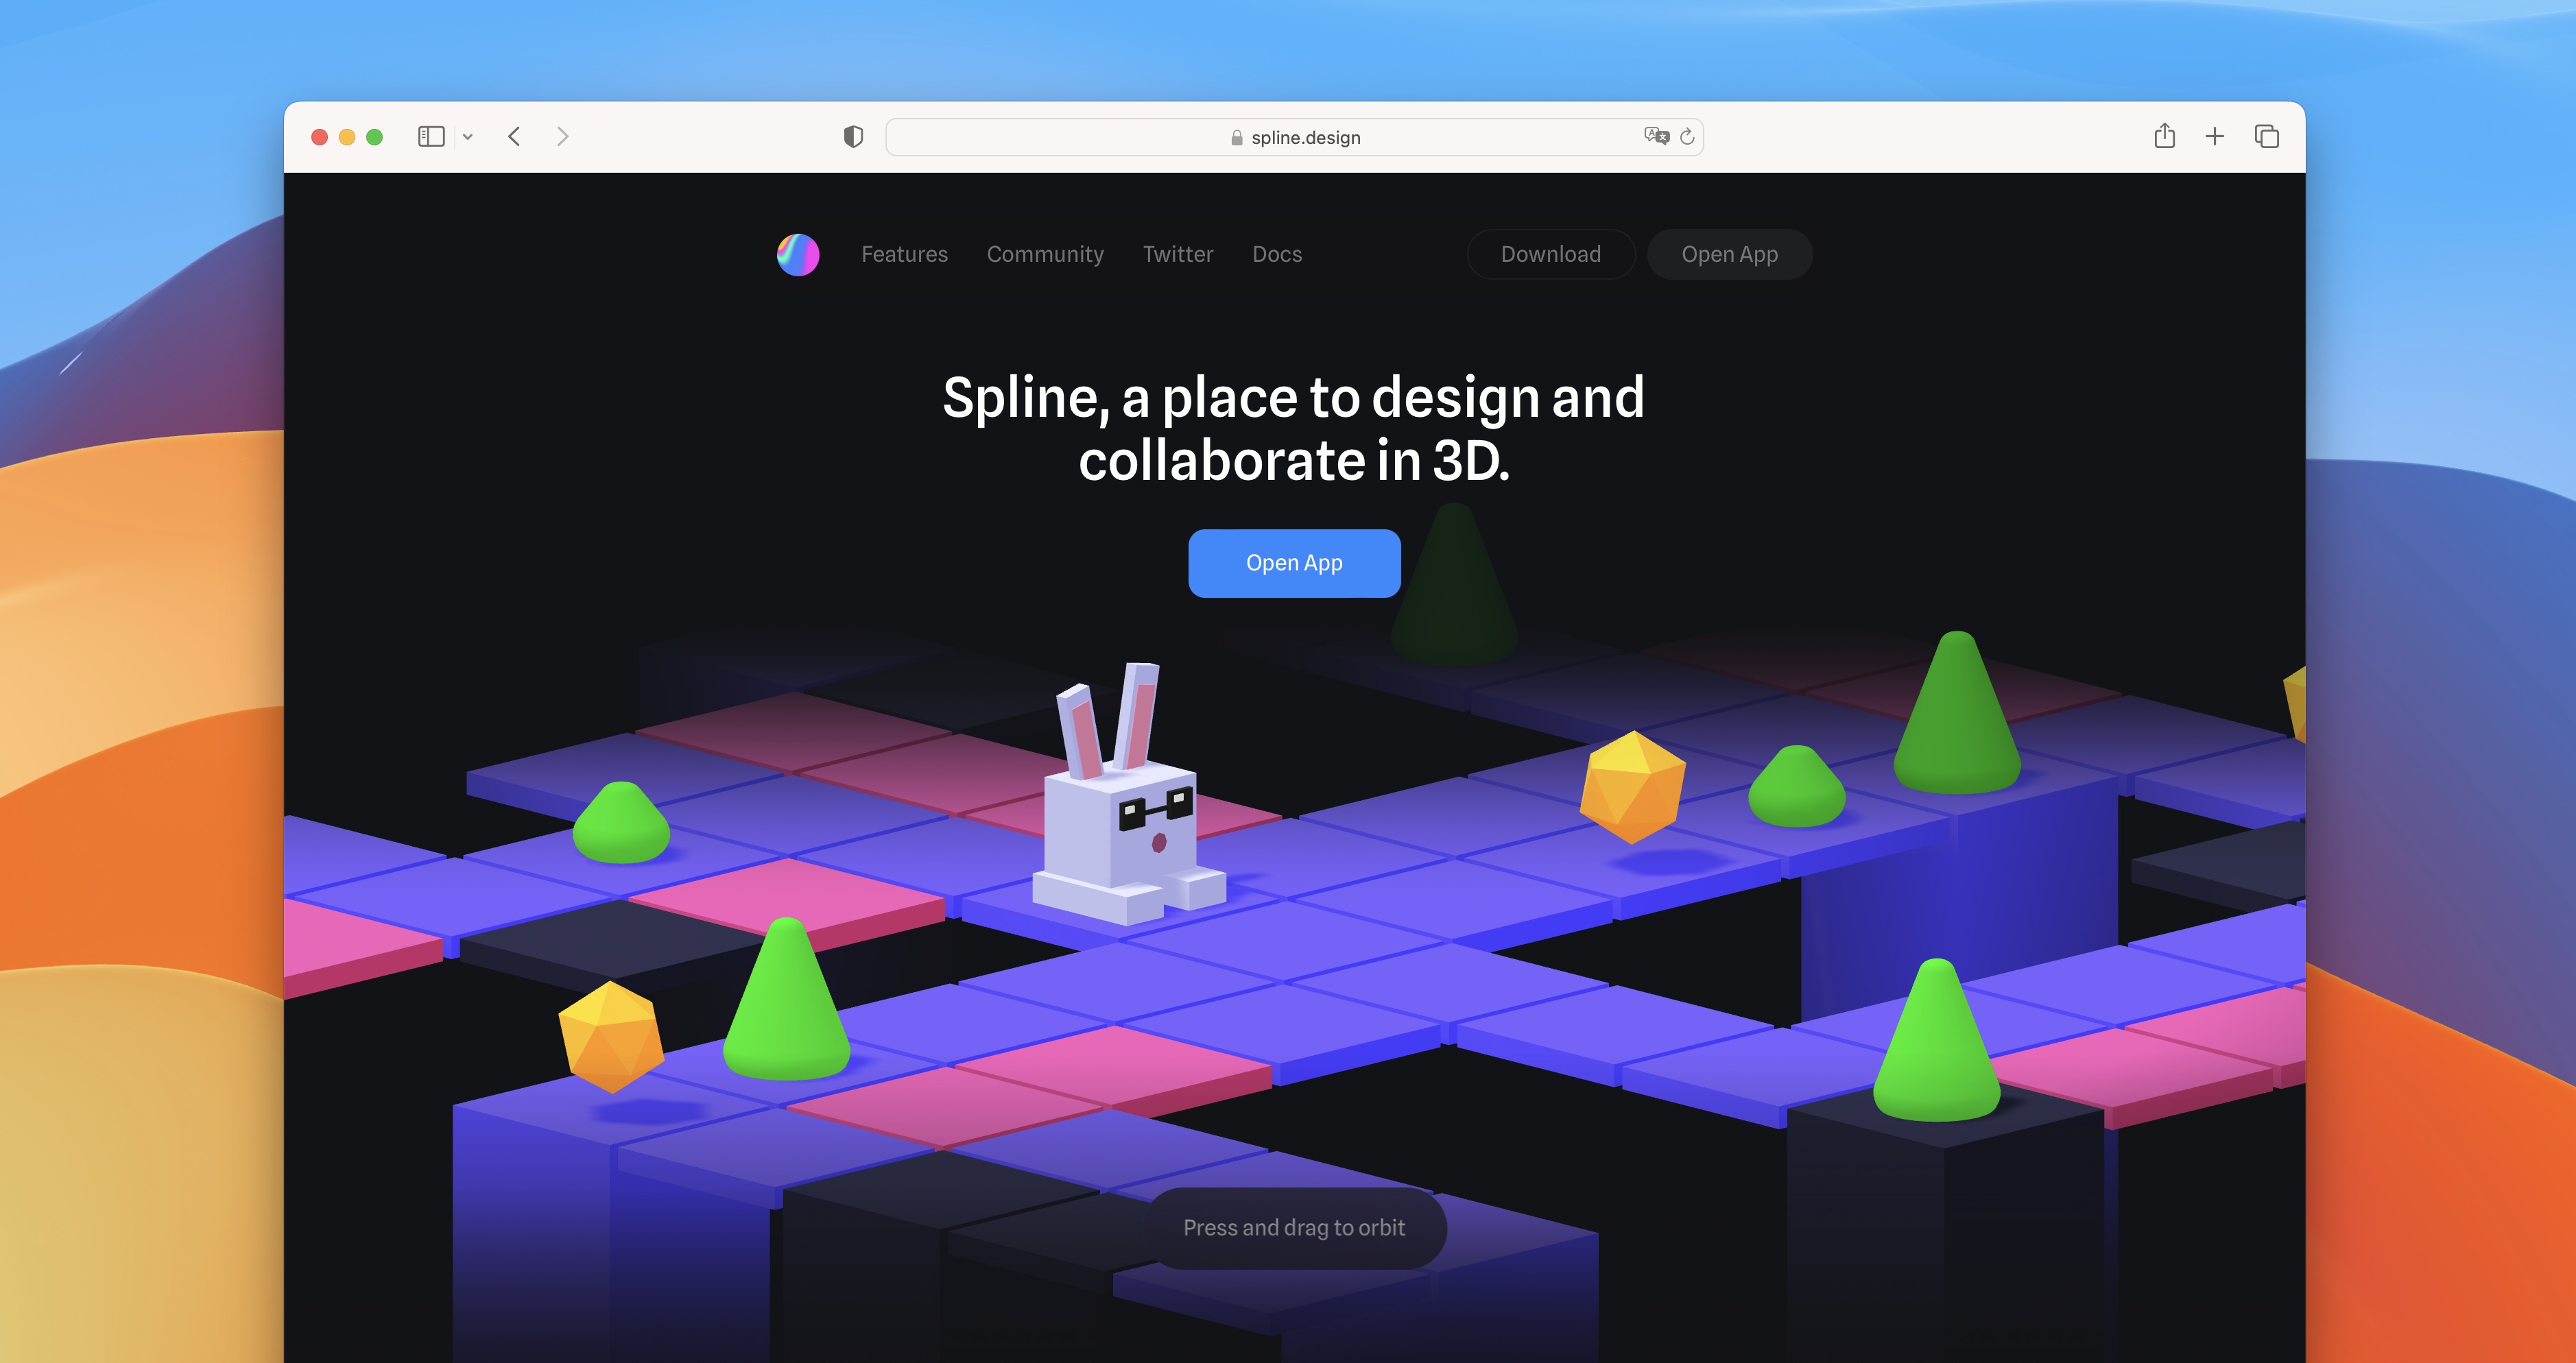 spline.design
Features Community Twitter Docs Download Open App
Spline, a place to design and
collaborate in 3D.
Open App
Press and drag to orbit